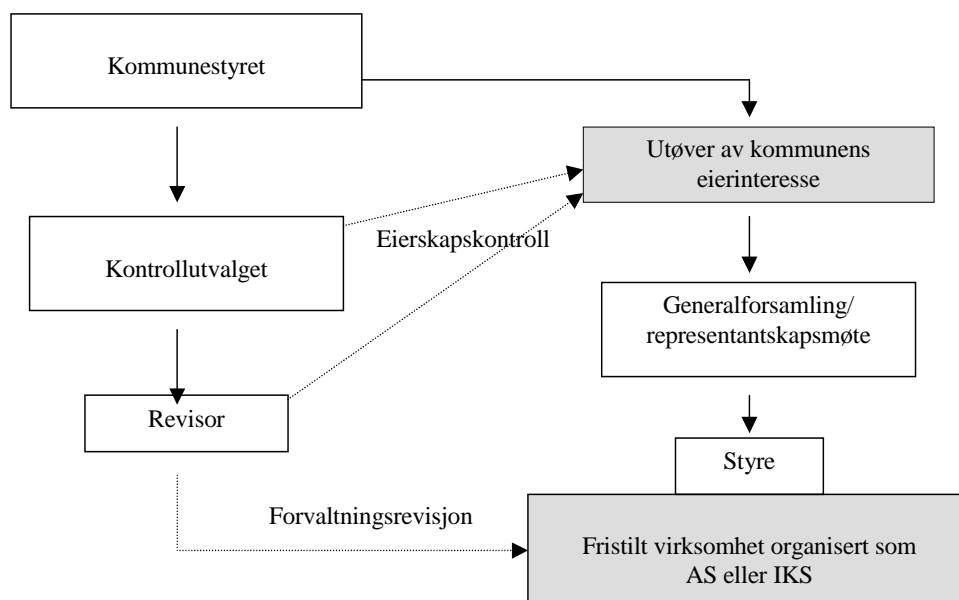 Kommunestyret
Utøver av kommunens
eierinteresse
Eierskapskontroll
Kontrollutvalget
Generalforsamling/
representantskapsmøte
Revisor
Styre
Forvaltningsrevisjon
Fristilt virksomhet organisert som
AS eller IKS